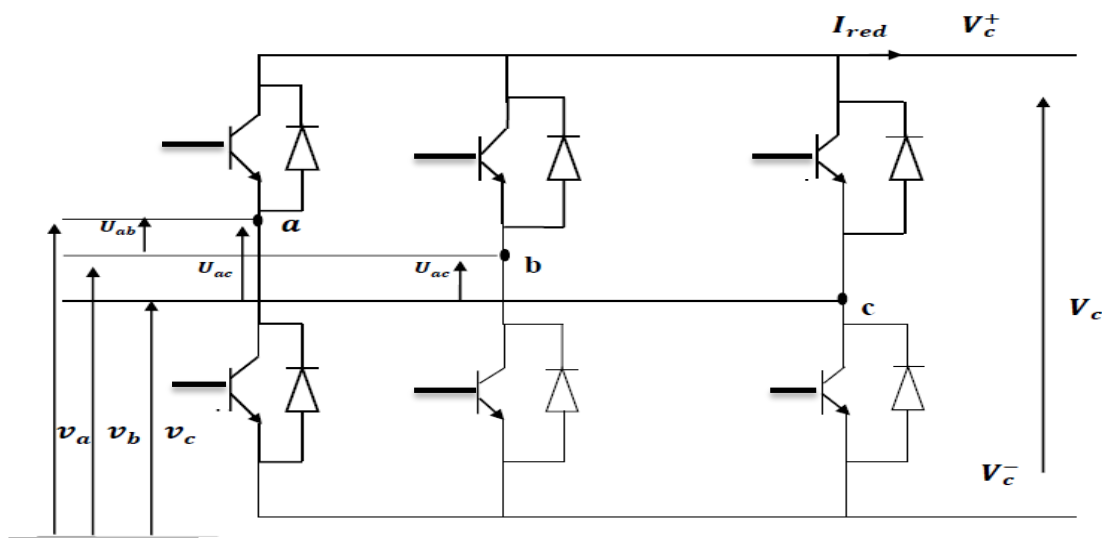 I_red V_c^+
a
U_ab
b
U_ac U_ac
c
V_c
v_a v_b v_c
V_c^-